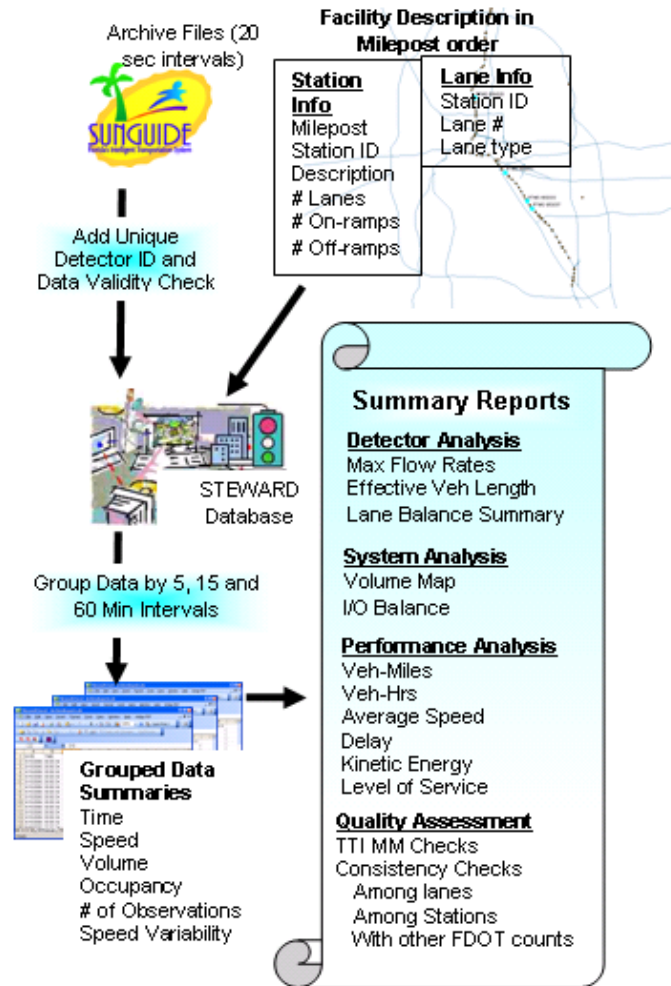 Archive Files (20
sec intervals)
SUNGUIDE
Facility Description in
Milepost order
Station
Info
Milepost
Station ID
Description
# Lanes
# On-ramps
# Off-ramps
Lane Info
Station ID
Lane #
Lane type
Add Unique
Detector ID and
Data Validity Check
STEWARD
Database
Group Data by 5, 15 and
60 Min Intervals
Grouped Data
Summaries
Time
Speed
Volume
Occupancy
# of Observations
Speed Variability
Summary Reports
Detector Analysis
Max Flow Rates
Effective Veh Length
Lane Balance Summary
System Analysis
Volume Map
I/O Balance
Performance Analysis
Veh-Miles
Veh-Hrs
Average Speed
Delay
Kinetic Energy
Level of Service
Quality Assessment
TTI MM Checks
Consistency Checks
Among lanes
Among Stations
With other FDOT counts